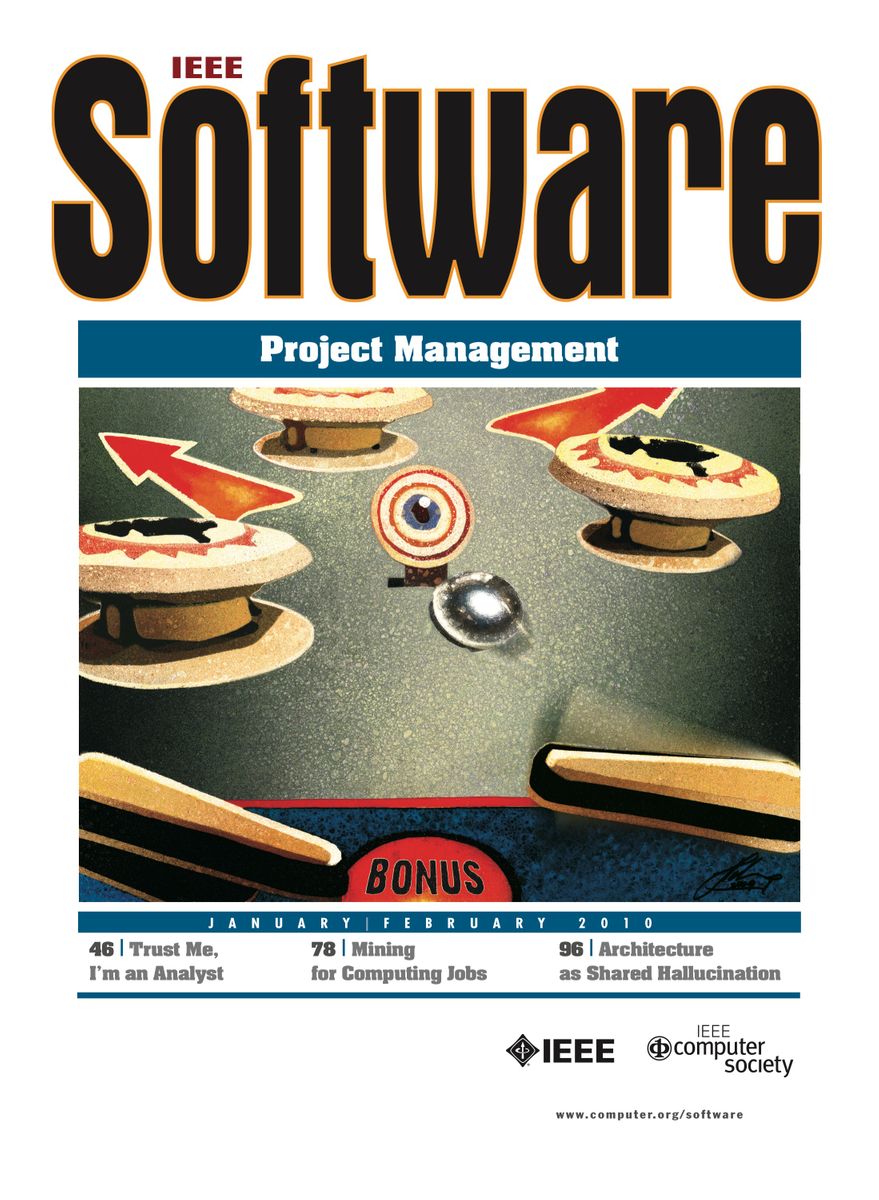 IEEE
Software
Project Management
BONUS
JANUARY | FEBRUARY 2010
46 | Trust Me,
I'm an Analyst
78 | Mining
for Computing Jobs
96 | Architecture
as Shared Hallucination
IEEE
IEEE
computer
society
www.computer.org/software